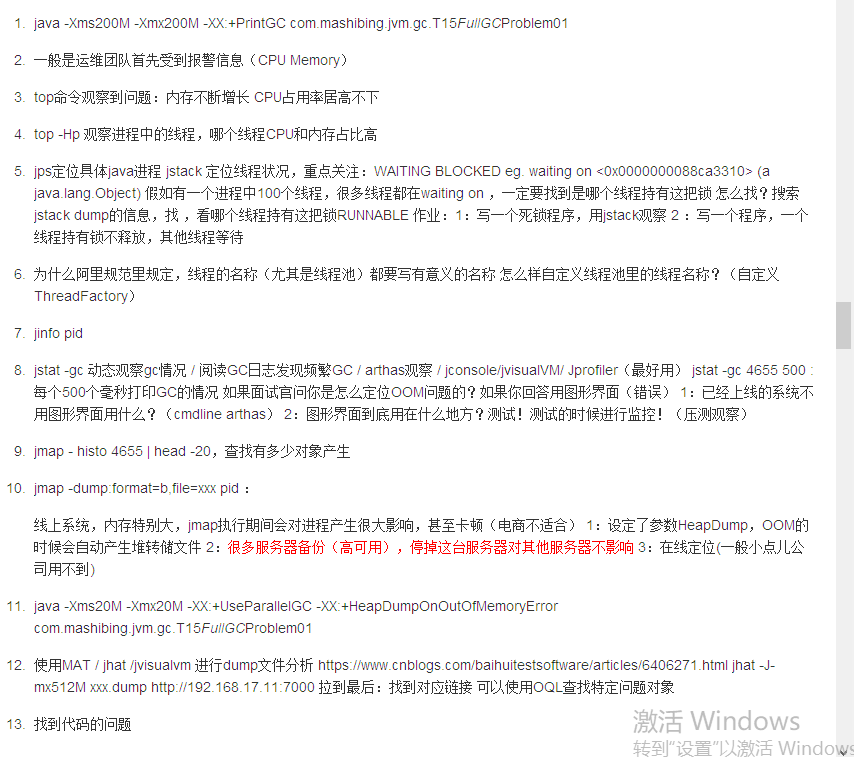 1. java -Xms200M -Xmx200M -XX:+PrintGC com.mashibing.jvm.gc.T15FullGCProblem01
2. 一般是运维团队首先受到报警信息（CPU Memory）
3. top命令观察到问题：内存不断增长 CPU占用率居高不下
4. top -Hp 观察进程中的线程，哪个线程CPU和内存占比高
5. jps定位具体java进程 jstack 定位线程状况，重点关注：WAITING BLOCKED eg. waiting on <0x0000000088ca3310> (a
java.lang.Object) 假如有一个进程中100个线程，很多线程都在waiting on ，一定要找到是哪个线程持有这把锁 怎么找？搜索
jstack dump的信息，找 ，看哪个线程持有这把锁RUNNABLE 作业：1：写一个死锁程序，用jstack观察 2 ：写一个程序，一个
线程持有锁不释放，其他线程等待
6. 为什么阿里规范里规定，线程的名称（尤其是线程池）都要写有意义的名称 怎么样自定义线程池里的线程名称？（自定义
ThreadFactory）
7. jinfo pid
8. jstat -gc 动态观察gc情况 / 阅读GC日志发现频繁GC / arthas观察 / jconsole/jvisualVM/ Jprofiler（最好用） jstat -gc 4655 500 :
每个500个毫秒打印GC的情况 如果面试官问你是怎么定位OOM问题的？如果你回答用图形界面（错误） 1：已经上线的系统不
用图形界面用什么？（cmdline arthas） 2：图形界面到底用在什么地方？测试！测试的时候进行监控！（压测观察）
9. jmap - histo 4655 | head -20，查找有多少对象产生
10. jmap -dump:format=b,file=xxx pid ：
线上系统，内存特别大，jmap执行期间会对进程产生很大影响，甚至卡顿（电商不适合） 1：设定了参数HeapDump，OOM的
时候会自动产生堆转储文件 2：很多服务器备份（高可用），停掉这台服务器对其他服务器不影响 3：在线定位(一般小点儿公
司用不到)
11. java -Xms20M -Xmx20M -XX:+UseParallelGC -XX:+HeapDumpOnOutOfMemoryError
com.mashibing.jvm.gc.T15FullGCProblem01
12. 使用MAT / jhat /jvisualvm 进行dump文件分析 https://www.cnblogs.com/baihuitestsoftware/articles/6406271.html jhat -J-
mx512M xxx.dump http://192.168.17.11:7000 拉到最后：找到对应链接 可以使用OQL查找特定问题对象
13. 找到代码的问题
激活 Windows
转到"设置"以激活 Windows